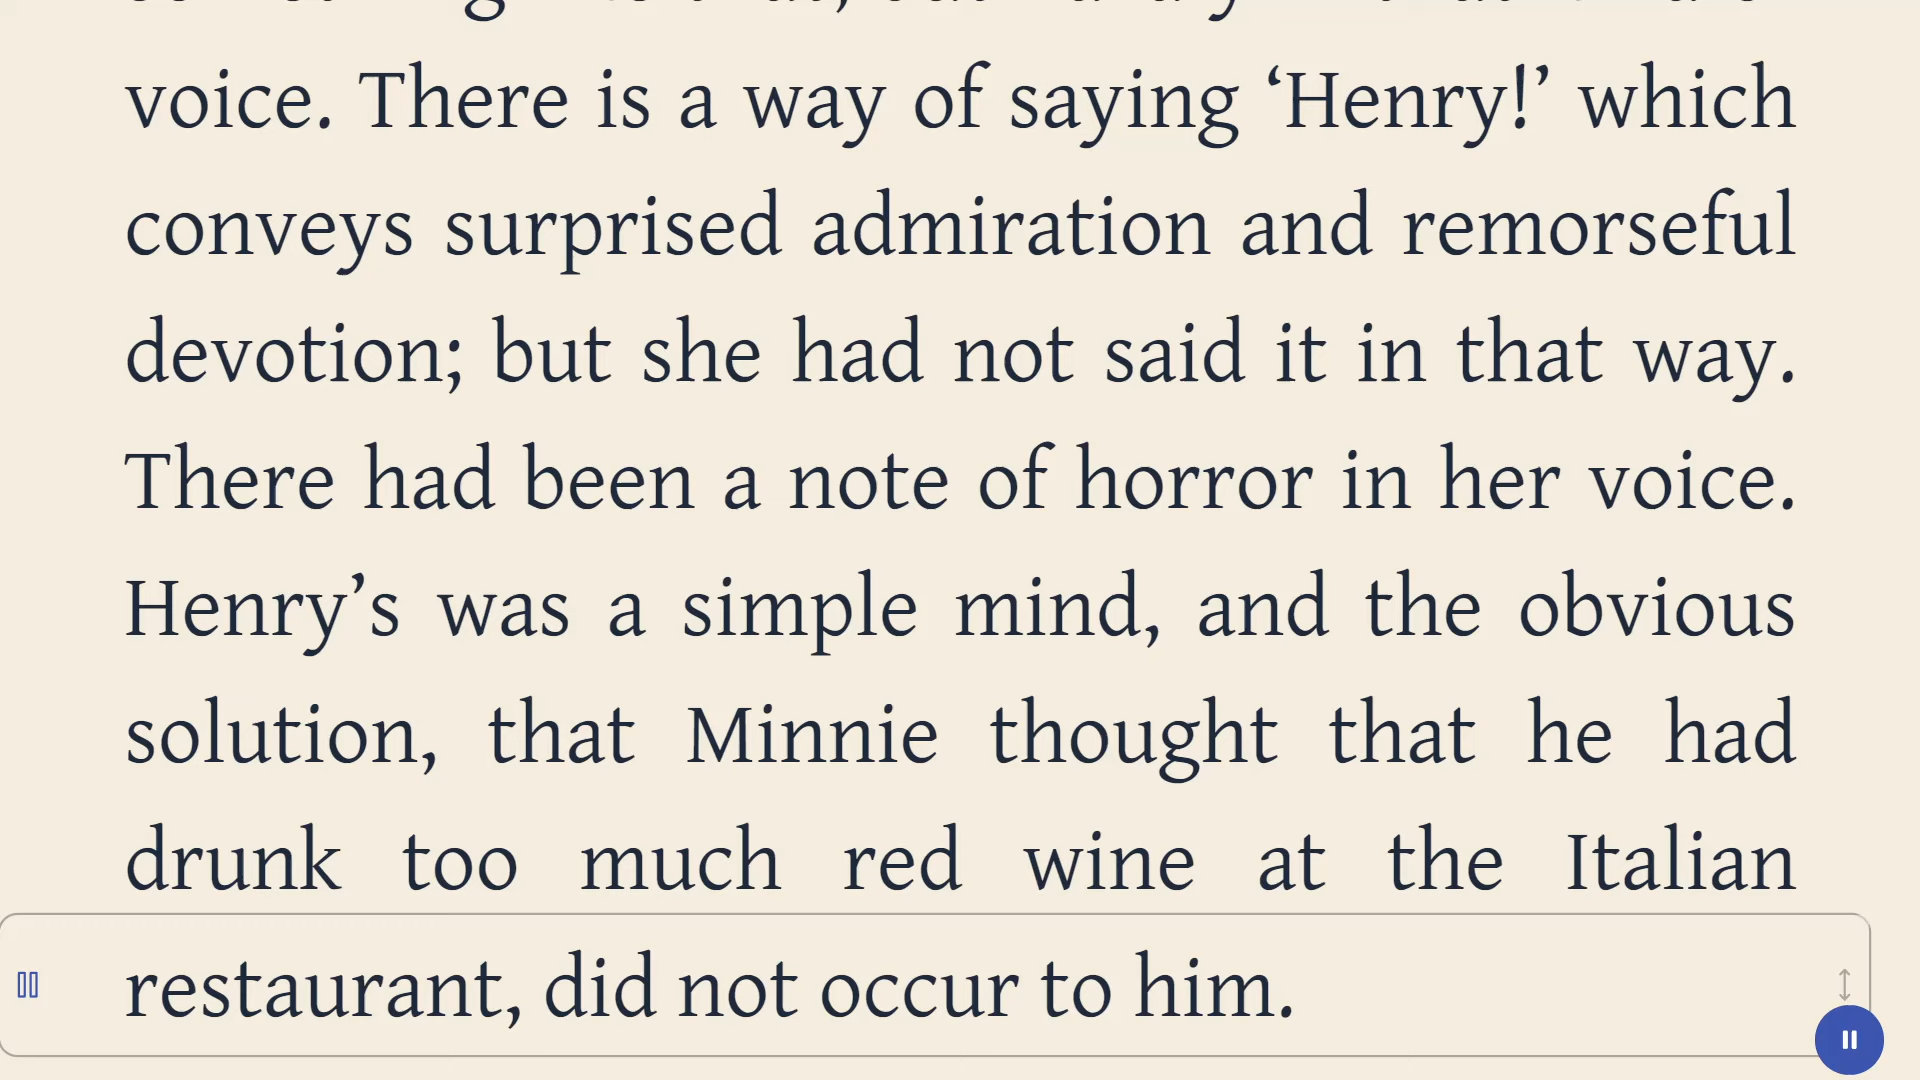 voice. There is a way of saying ‘Henry!’ which
conveys surprised admiration and remorseful
devotion; but she had not said it in that way.
There had been a note of horror in her voice.
Henry’s was a simple mind, and the obvious
solution, that Minnie thought that he had
drunk too much red wine at the Italian
restaurant, did not occur to him.